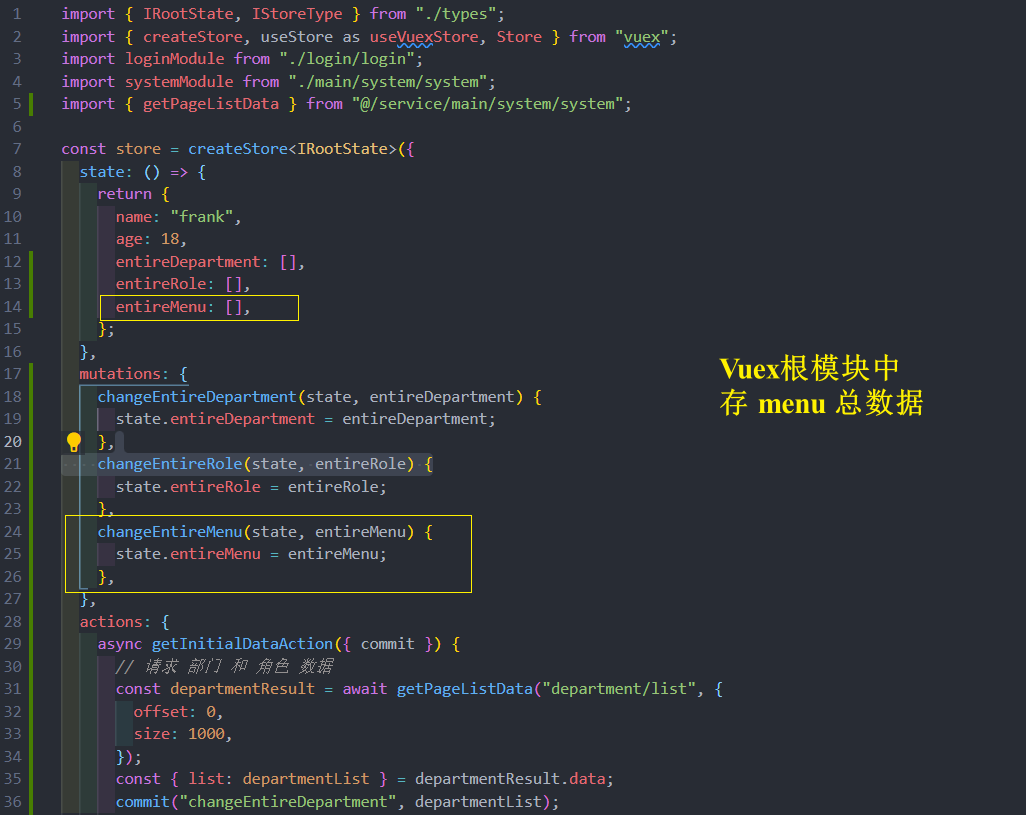 1 import { IRootState, IStoreType } from "./types";
2 import { createStore, useStore as useVuexStore, Store } from "vuex";
3 import loginModule from "./login/login";
4 import systemModule from "./main/system/system";
5 import { getPageListData } from "@/service/main/system/system";
6
7 const store = createStore<IRootState>({
8 state: () => {
9 return {
10 name: "frank",
11 age: 18,
12 entireDepartment: [],
13 entireRole: [],
14 entireMenu: [],
15 };
16 },
17 mutations: {
18 changeEntireDepartment(state, entireDepartment) {
19 state.entireDepartment = entireDepartment;
20 },
21 changeEntireRole(state, entireRole) {
22 state.entireRole = entireRole;
23 },
24 changeEntireMenu(state, entireMenu) {
25 state.entireMenu = entireMenu;
26 },
27 },
28 actions: {
29 async getInitialDataAction({ commit }) {
30 // 请求 部门 和 角色 数据
31 const departmentResult = await getPageListData("department/list", {
32 offset: 0,
33 size: 1000,
34 });
35 const { list: departmentList } = departmentResult.data;
36 commit("changeEntireDepartment", departmentList);
Vuex根模块中
存 menu 总数据